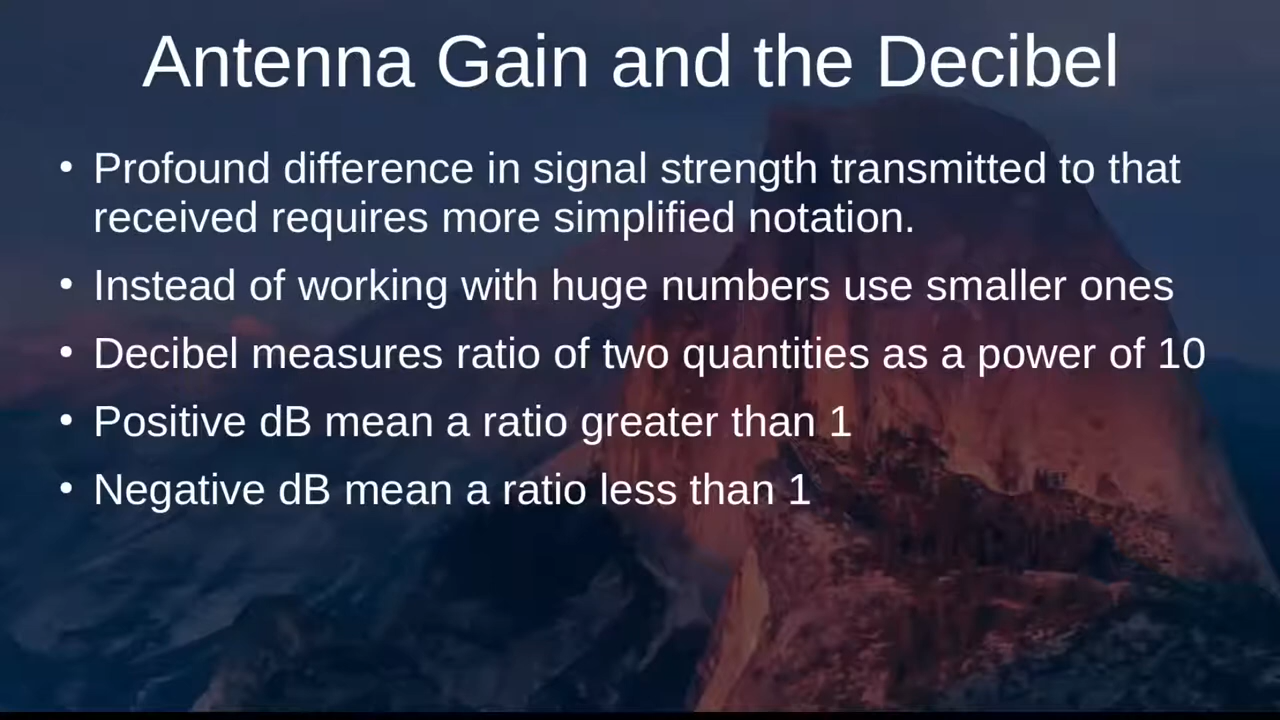 Antenna Gain and the Decibel
• Profound difference in signal strength transmitted to that
received requires more simplified notation.
• Instead of working with huge numbers use smaller ones
• Decibel measures ratio of two quantities as a power of 10
• Positive dB mean a ratio greater than 1
• Negative dB mean a ratio less than 1